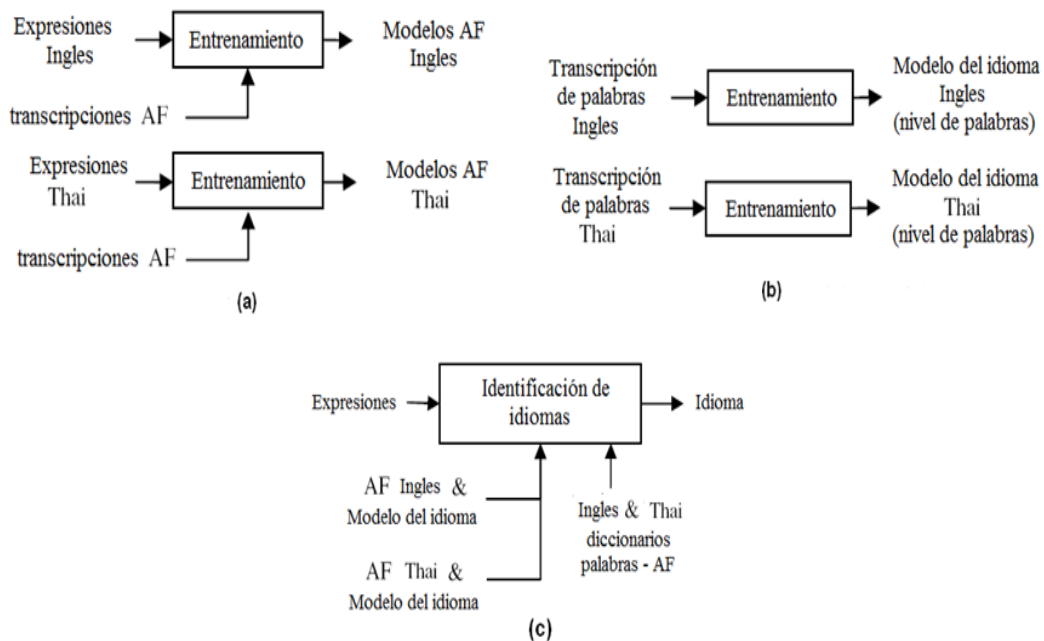 Expresiones
Ingles
Entrenamiento
Modelos AF
Ingles
transcripciones AF
Expresiones
Thai
Entrenamiento
Modelos AF
Thai
transcripciones AF
(a)
Transcripción
de palabras
Ingles
Entrenamiento
Modelo del idioma
Ingles
(nivel de palabras)
Transcripción
de palabras
Thai
Entrenamiento
Modelo del idioma
Thai
(nivel de palabras)
(b)
Expresiones
Identificación de
idiomas
Idioma
AF Ingles &
Modelo del idioma
AF Thai &
Modelo del idioma
Ingles & Thai
diccionarios
palabras - AF
(c)